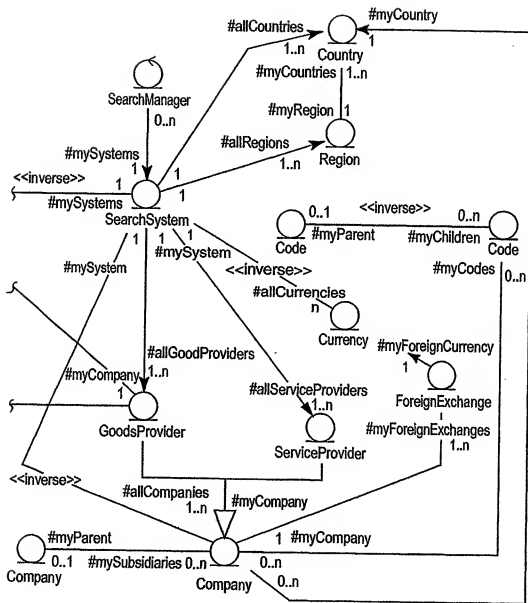 #allCountries
#myCountry
1..n
1
Country
#myCountries
1..n
SearchManager
0..n
#myRegion
1
#mySystems
#allRegions
1
1
1..n
Region
<<inverse>>
1
1
#mySystems
SearchSystem
1
1
1
#mySystem
#mySystem
0..1
<<inverse>>
0..n
Code
#myParent
#myChildren
Code
#myCodes
0..n
<<inverse>>
#allCurrencies
n
Currency
#myForeignCurrency
1
#allGoodProviders
#myCompany
1..n
1
#allServiceProviders
1..n
ForeignExchange
GoodsProvider
#myForeignExchanges
1..n
ServiceProvider
<<inverse>>
#allCompanies
1..n
#myCompany
#myParent
1
#myCompany
0..1
#mySubsidiaries
0..n
0..n
Company
Company
0..n